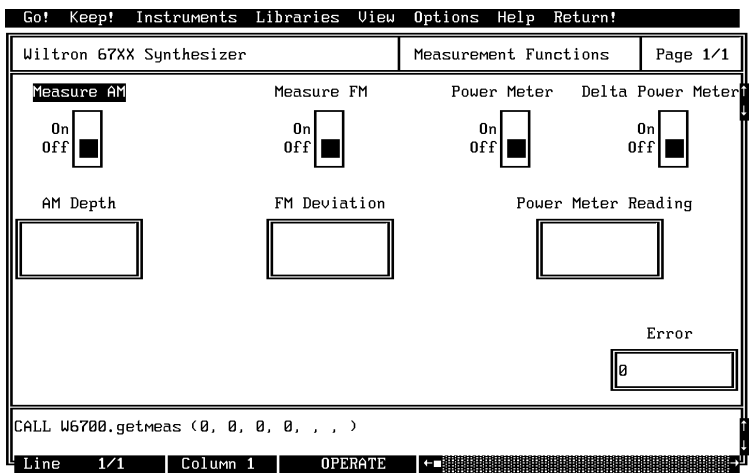 Go! Keep! Instruments Libraries View Options Help Return!
Wiltron 67XX Synthesizer Measurement Functions Page 1/1
Measure AM Measure FM Power Meter Delta Power Meter
On On On On
Off Off Off Off
AM Depth FM Deviation Power Meter Reading
Error
0
CALL W6700.getmeas (0, 0, 0, 0, , , )
Line 1/1 Column 1 OPERATE